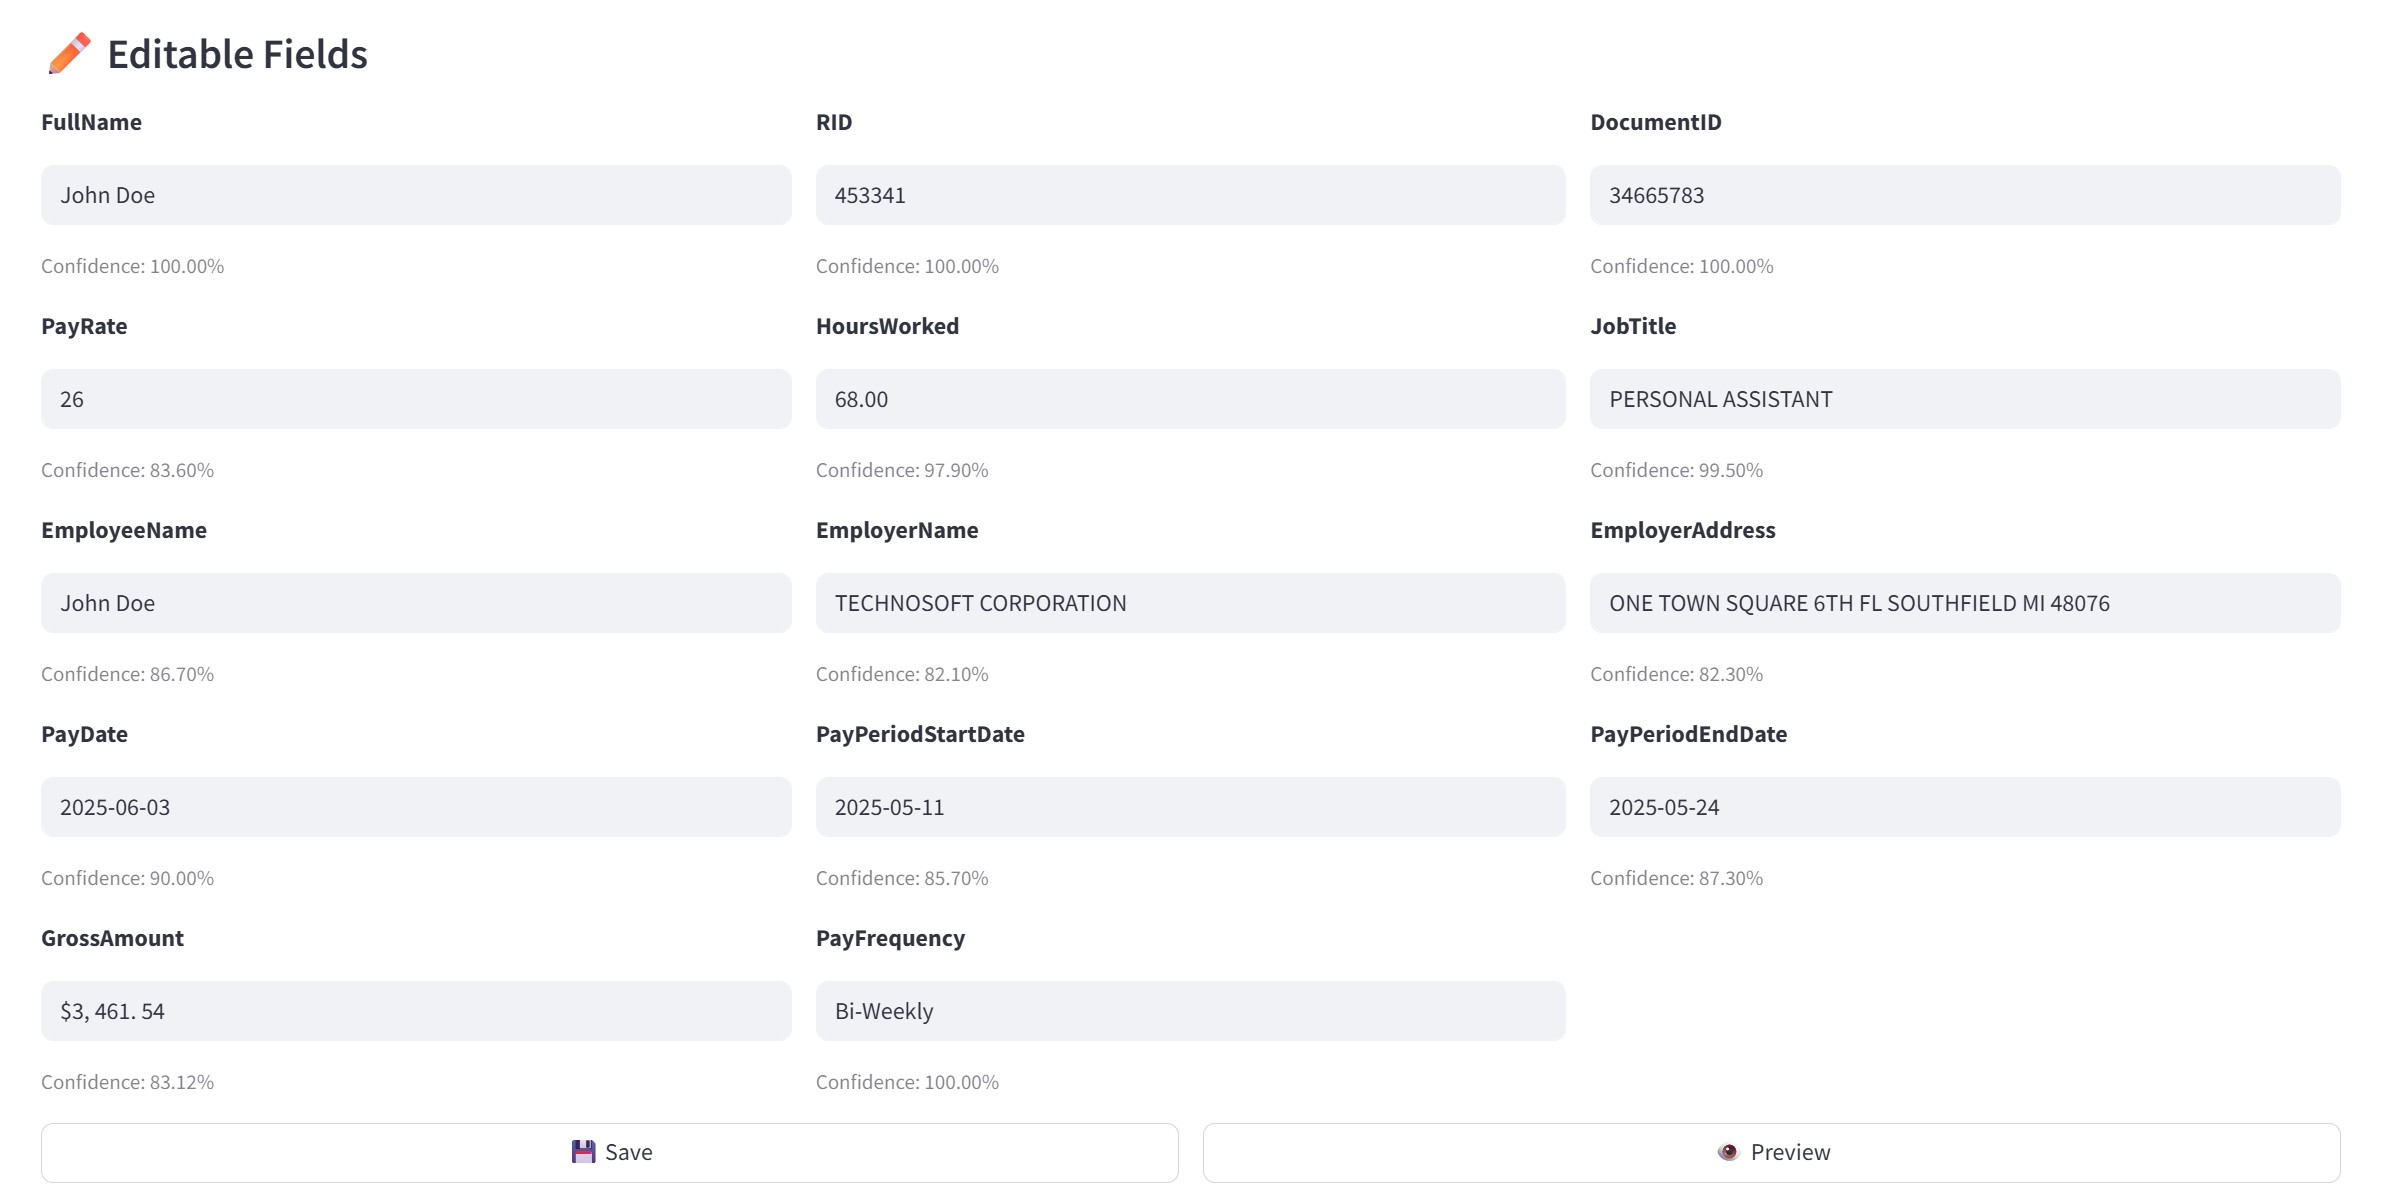 Editable Fields
FullName RID DocumentID
John Doe 453341 34665783
Confidence: 100.00% Confidence: 100.00% Confidence: 100.00%
PayRate HoursWorked JobTitle
26 68.00 PERSONAL ASSISTANT
Confidence: 83.60% Confidence: 97.90% Confidence: 99.50%
EmployeeName EmployerName EmployerAddress
John Doe TECHNOSOFT CORPORATION ONE TOWN SQUARE 6TH FL SOUTHFIELD MI 48076
Confidence: 86.70% Confidence: 82.10% Confidence: 82.30%
PayDate PayPeriodStartDate PayPeriodEndDate
2025-06-03 2025-05-11 2025-05-24
Confidence: 90.00% Confidence: 85.70% Confidence: 87.30%
GrossAmount PayFrequency
$3, 461. 54 Bi-Weekly
Confidence: 83.12% Confidence: 100.00%
Save Preview